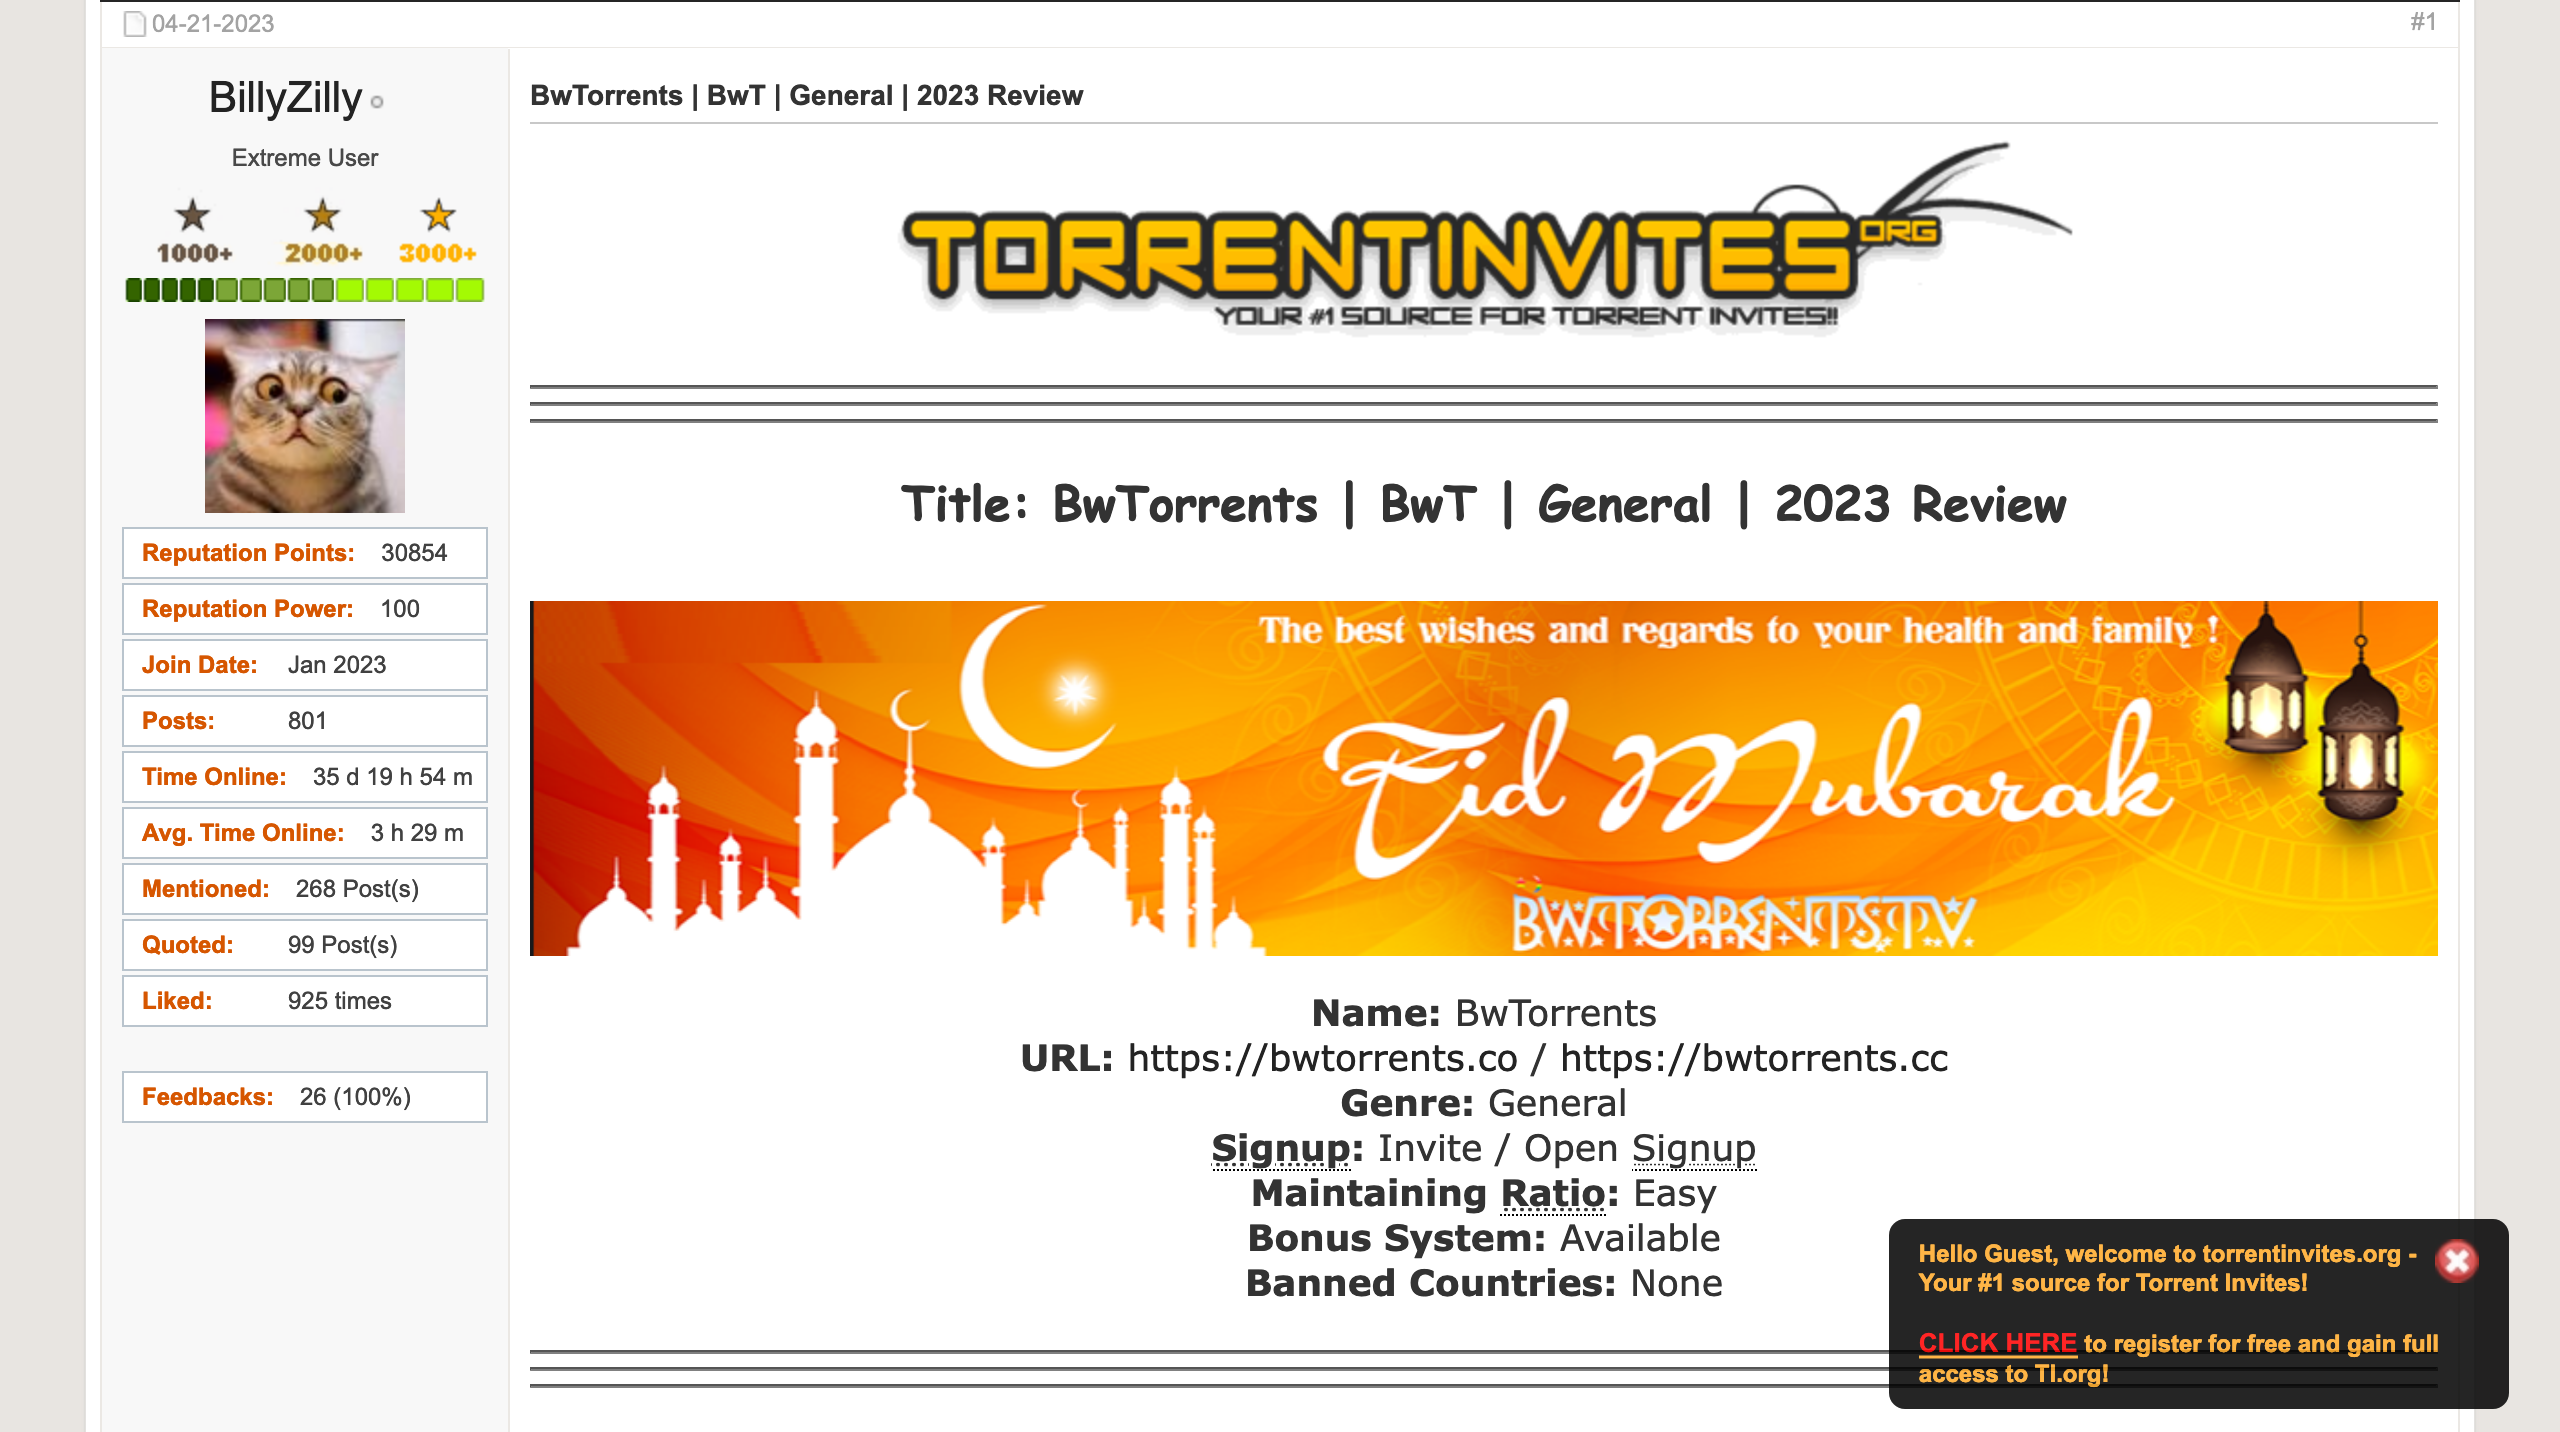 04-21-2023
#1
BillyZilly
Extreme User
1000+ 2000+ 3000+
Reputation Points: 30854
Reputation Power: 100
Join Date: Jan 2023
Posts: 801
Time Online: 35 d 19 h 54 m
Avg. Time Online: 3 h 29 m
Mentioned: 268 Post(s)
Quoted: 99 Post(s)
Liked: 925 times
Feedbacks: 26 (100%)
BwTorrents | BwT | General | 2023 Review
TORRENTINVITES.ORG
YOUR #1 SOURCE FOR TORRENT INVITES!!
Title: BwTorrents | BwT | General | 2023 Review
The best wishes and regards to your health and family !
Eid Mubarak
BWTORRENTS.TV
Name: BwTorrents
URL: https://bwtorrents.co / https://bwtorrents.cc
Genre: General
Signup: Invite / Open Signup
Maintaining Ratio: Easy
Bonus System: Available
Banned Countries: None
Hello Guest, welcome to torrentinvites.org -
Your #1 source for Torrent Invites!
CLICK HERE to register for free and gain full
access to TI.org!